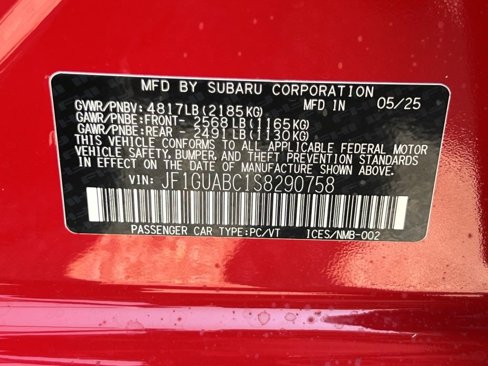 MFD BY SUBARU CORPORATION
GVWR/PNBV: 4817LB(2185KG) MFD IN 05/25
GAWR/PNBE:FRONT- 2568LB(1165KG)
GAWR/PNBE:REAR - 2491LB(1130KG)
THIS VEHICLE CONFORMS TO ALL APPLICABLE FEDERAL MOTOR
VEHICLE SAFETY, BUMPER, AND THEFT PREVENTION STANDARDS
IN EFFECT ON THE DATE OF MANUFACTURE SHOWN ABOVE.
VIN: JF1GUABC1S8290758
PASSENGER CAR TYPE:PC/VT ICES/NMB-002